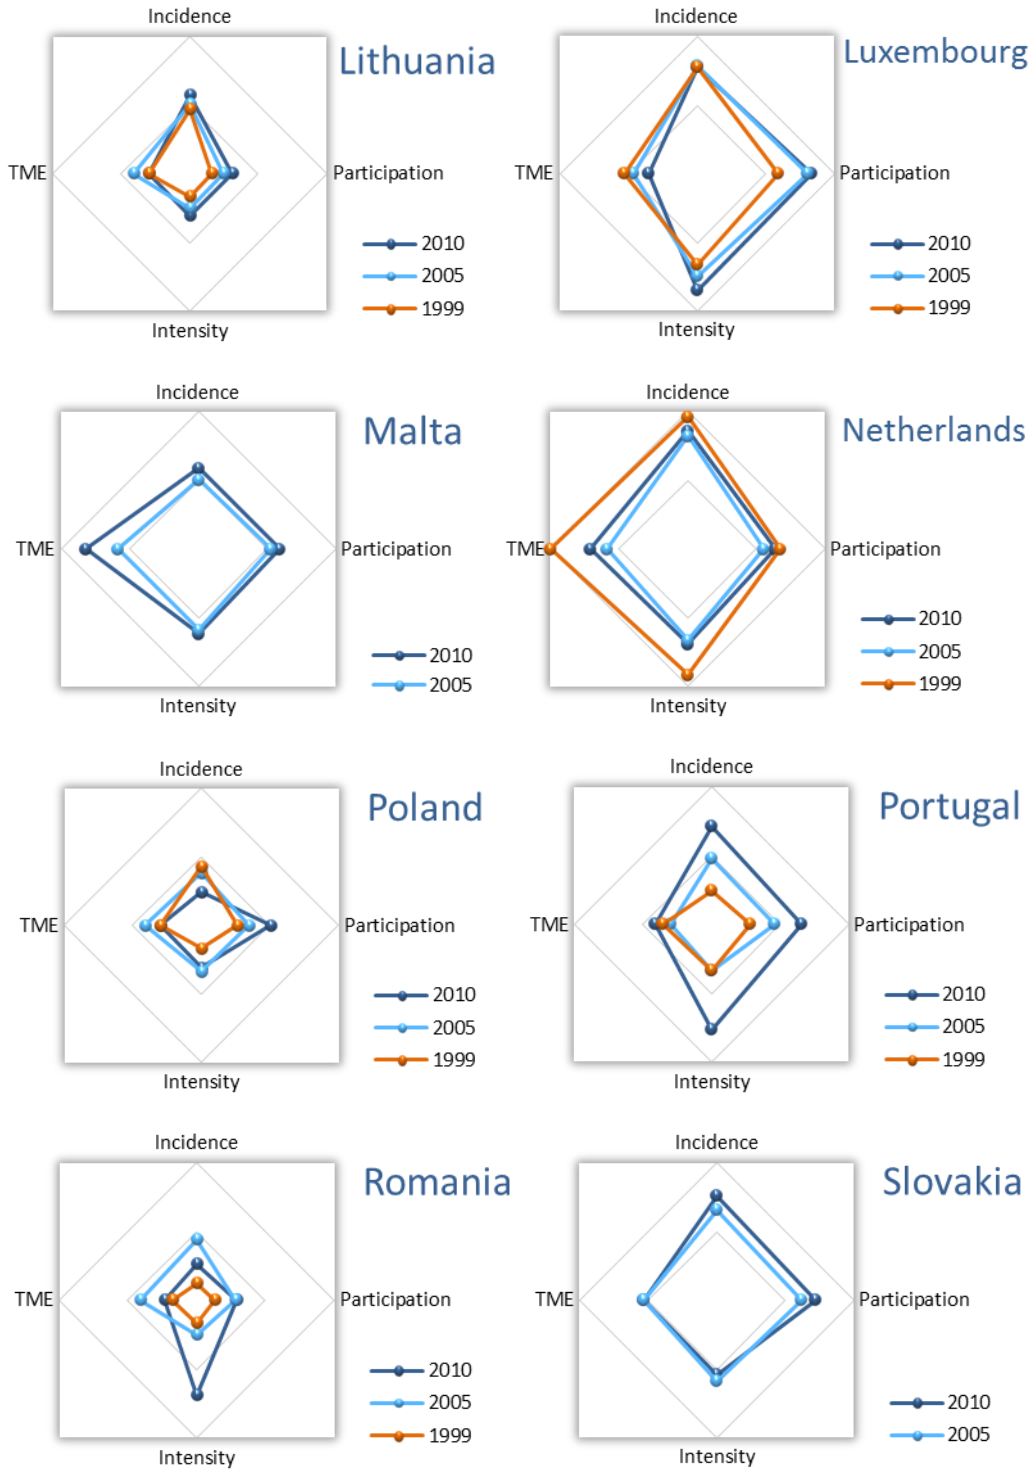 Incidence
Lithuania
TME
Participation
2010
2005
1999
Intensity
Incidence
Luxembourg
TME
Participation
2010
2005
1999
Intensity
Incidence
Malta
TME
Participation
2010
2005
Intensity
Incidence
Netherlands
TME
Participation
2010
2005
1999
Intensity
Incidence
Poland
TME
Participation
2010
2005
1999
Intensity
Incidence
Portugal
TME
Participation
2010
2005
1999
Intensity
Incidence
Romania
TME
Participation
2010
2005
1999
Intensity
Incidence
Slovakia
TME
Participation
2010
2005
Intensity